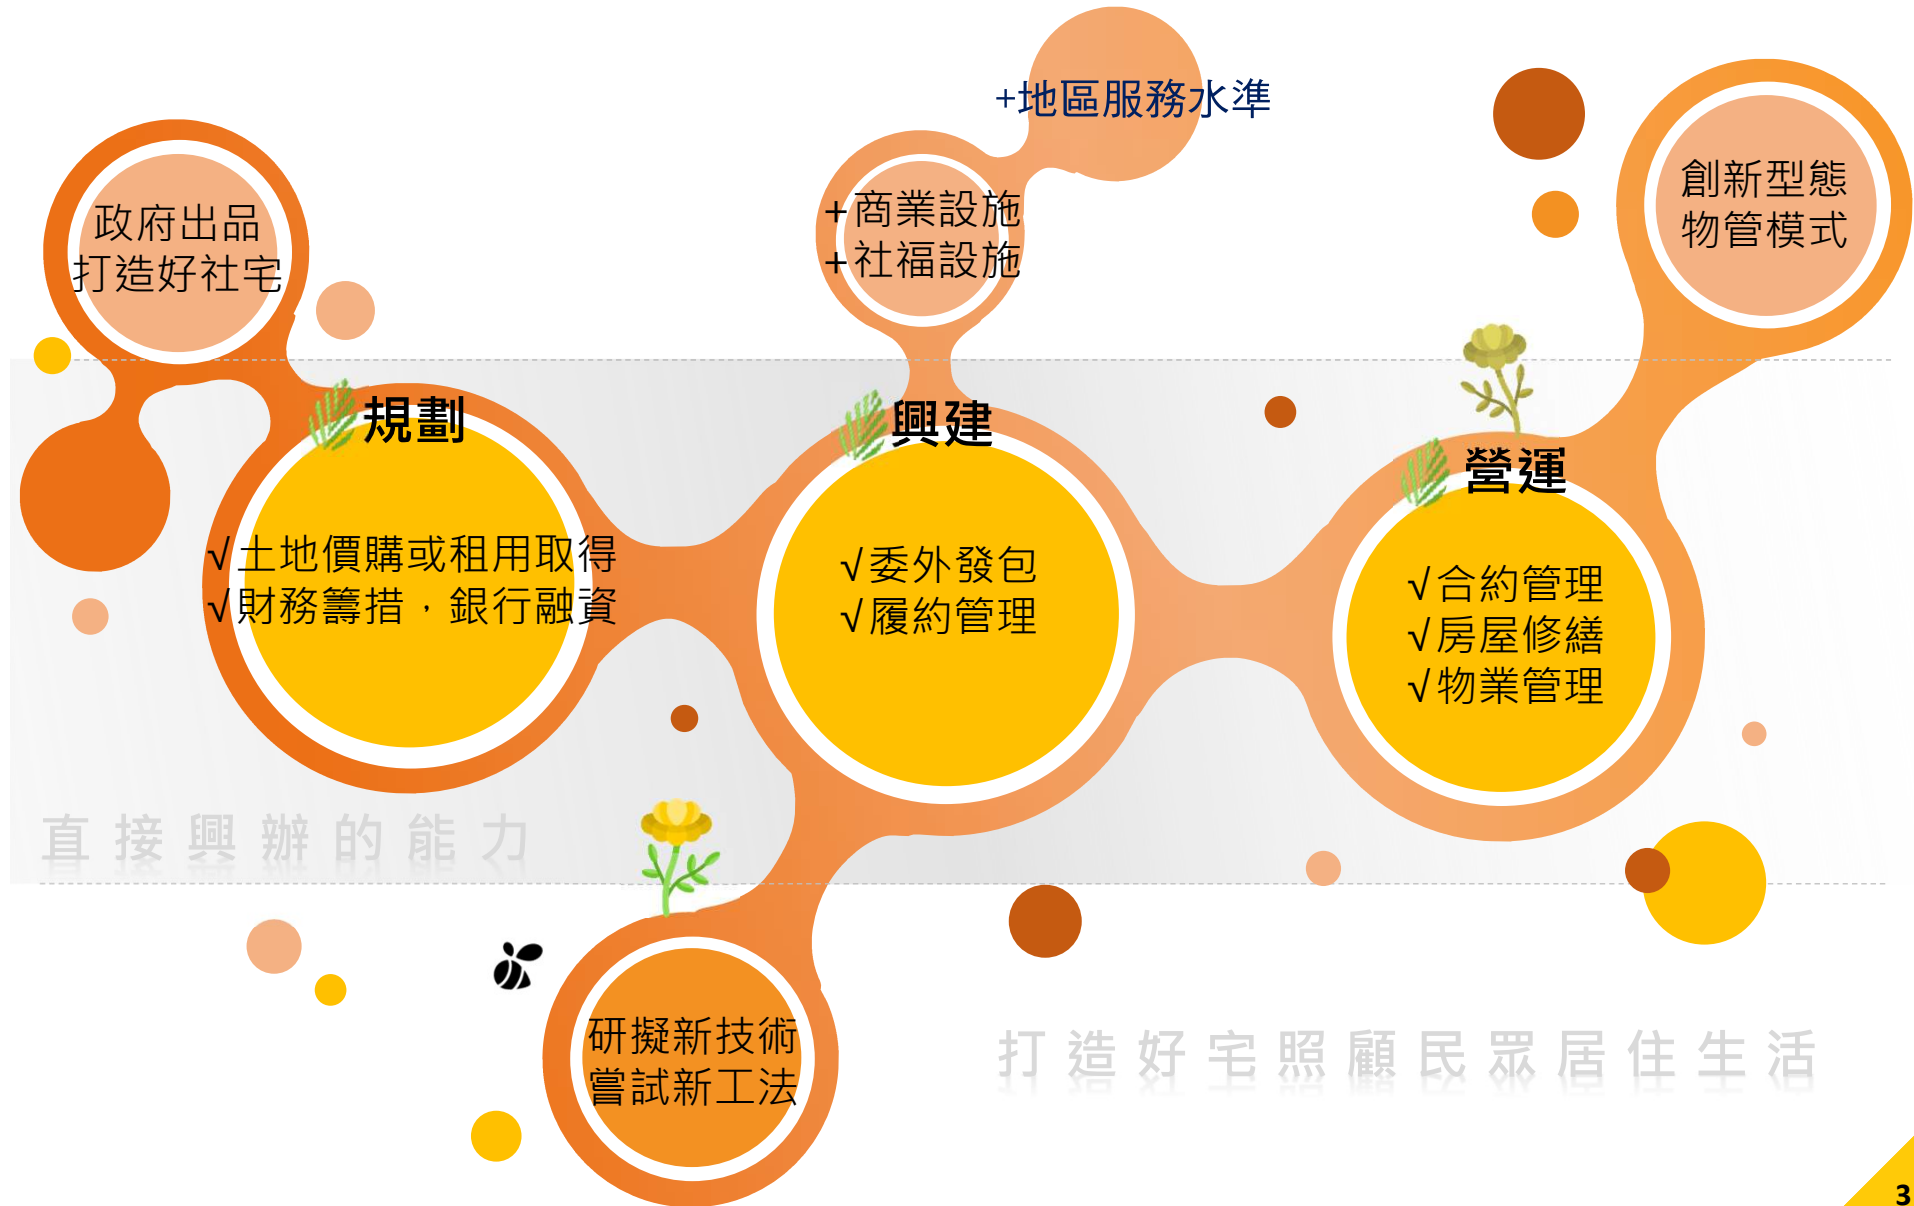 +地區服務水準
政府出品
打造好社宅
+商業設施
+社福設施
創新型態
物管模式
規劃
√土地價購或租用取得
√財務籌措，銀行融資
興建
√委外發包
√履約管理
營運
√合約管理
√房屋修繕
√物業管理
直接興辦的能力
研擬新技術
嘗試新工法
打造好宅照顧民眾居住生活
3